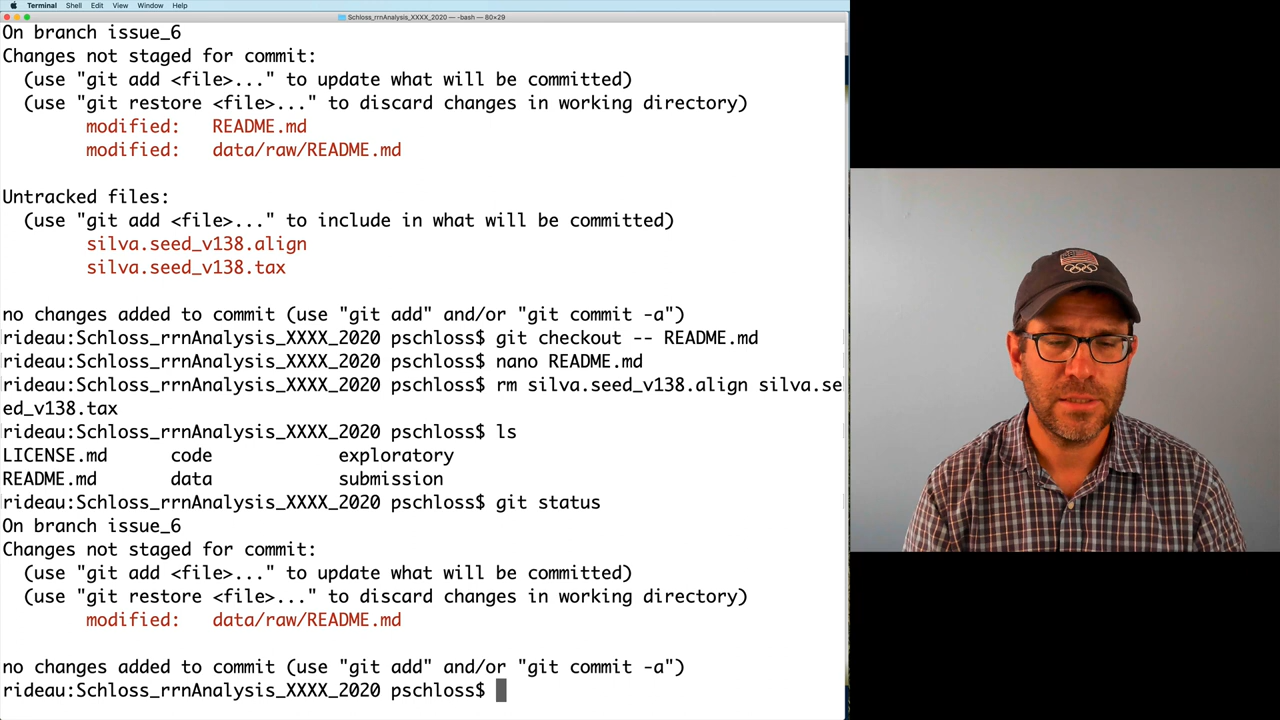 Terminal Shell Edit View Window Help
Schloss_rrnAnalysis_XXXX_2020 — -bash — 80×29
On branch issue_6
Changes not staged for commit:
(use "git add <file>..." to update what will be committed)
(use "git restore <file>..." to discard changes in working directory)
modified: README.md
modified: data/raw/README.md
Untracked files:
(use "git add <file>..." to include in what will be committed)
silva.seed_v138.align
silva.seed_v138.tax
no changes added to commit (use "git add" and/or "git commit -a")
rideau:Schloss_rrnAnalysis_XXXX_2020 pschloss$ git checkout -- README.md
rideau:Schloss_rrnAnalysis_XXXX_2020 pschloss$ nano README.md
rideau:Schloss_rrnAnalysis_XXXX_2020 pschloss$ rm silva.seed_v138.align silva.se
ed_v138.tax
rideau:Schloss_rrnAnalysis_XXXX_2020 pschloss$ ls
LICENSE.md code exploratory
README.md data submission
rideau:Schloss_rrnAnalysis_XXXX_2020 pschloss$ git status
On branch issue_6
Changes not staged for commit:
(use "git add <file>..." to update what will be committed)
(use "git restore <file>..." to discard changes in working directory)
modified: data/raw/README.md
no changes added to commit (use "git add" and/or "git commit -a")
rideau:Schloss_rrnAnalysis_XXXX_2020 pschloss$